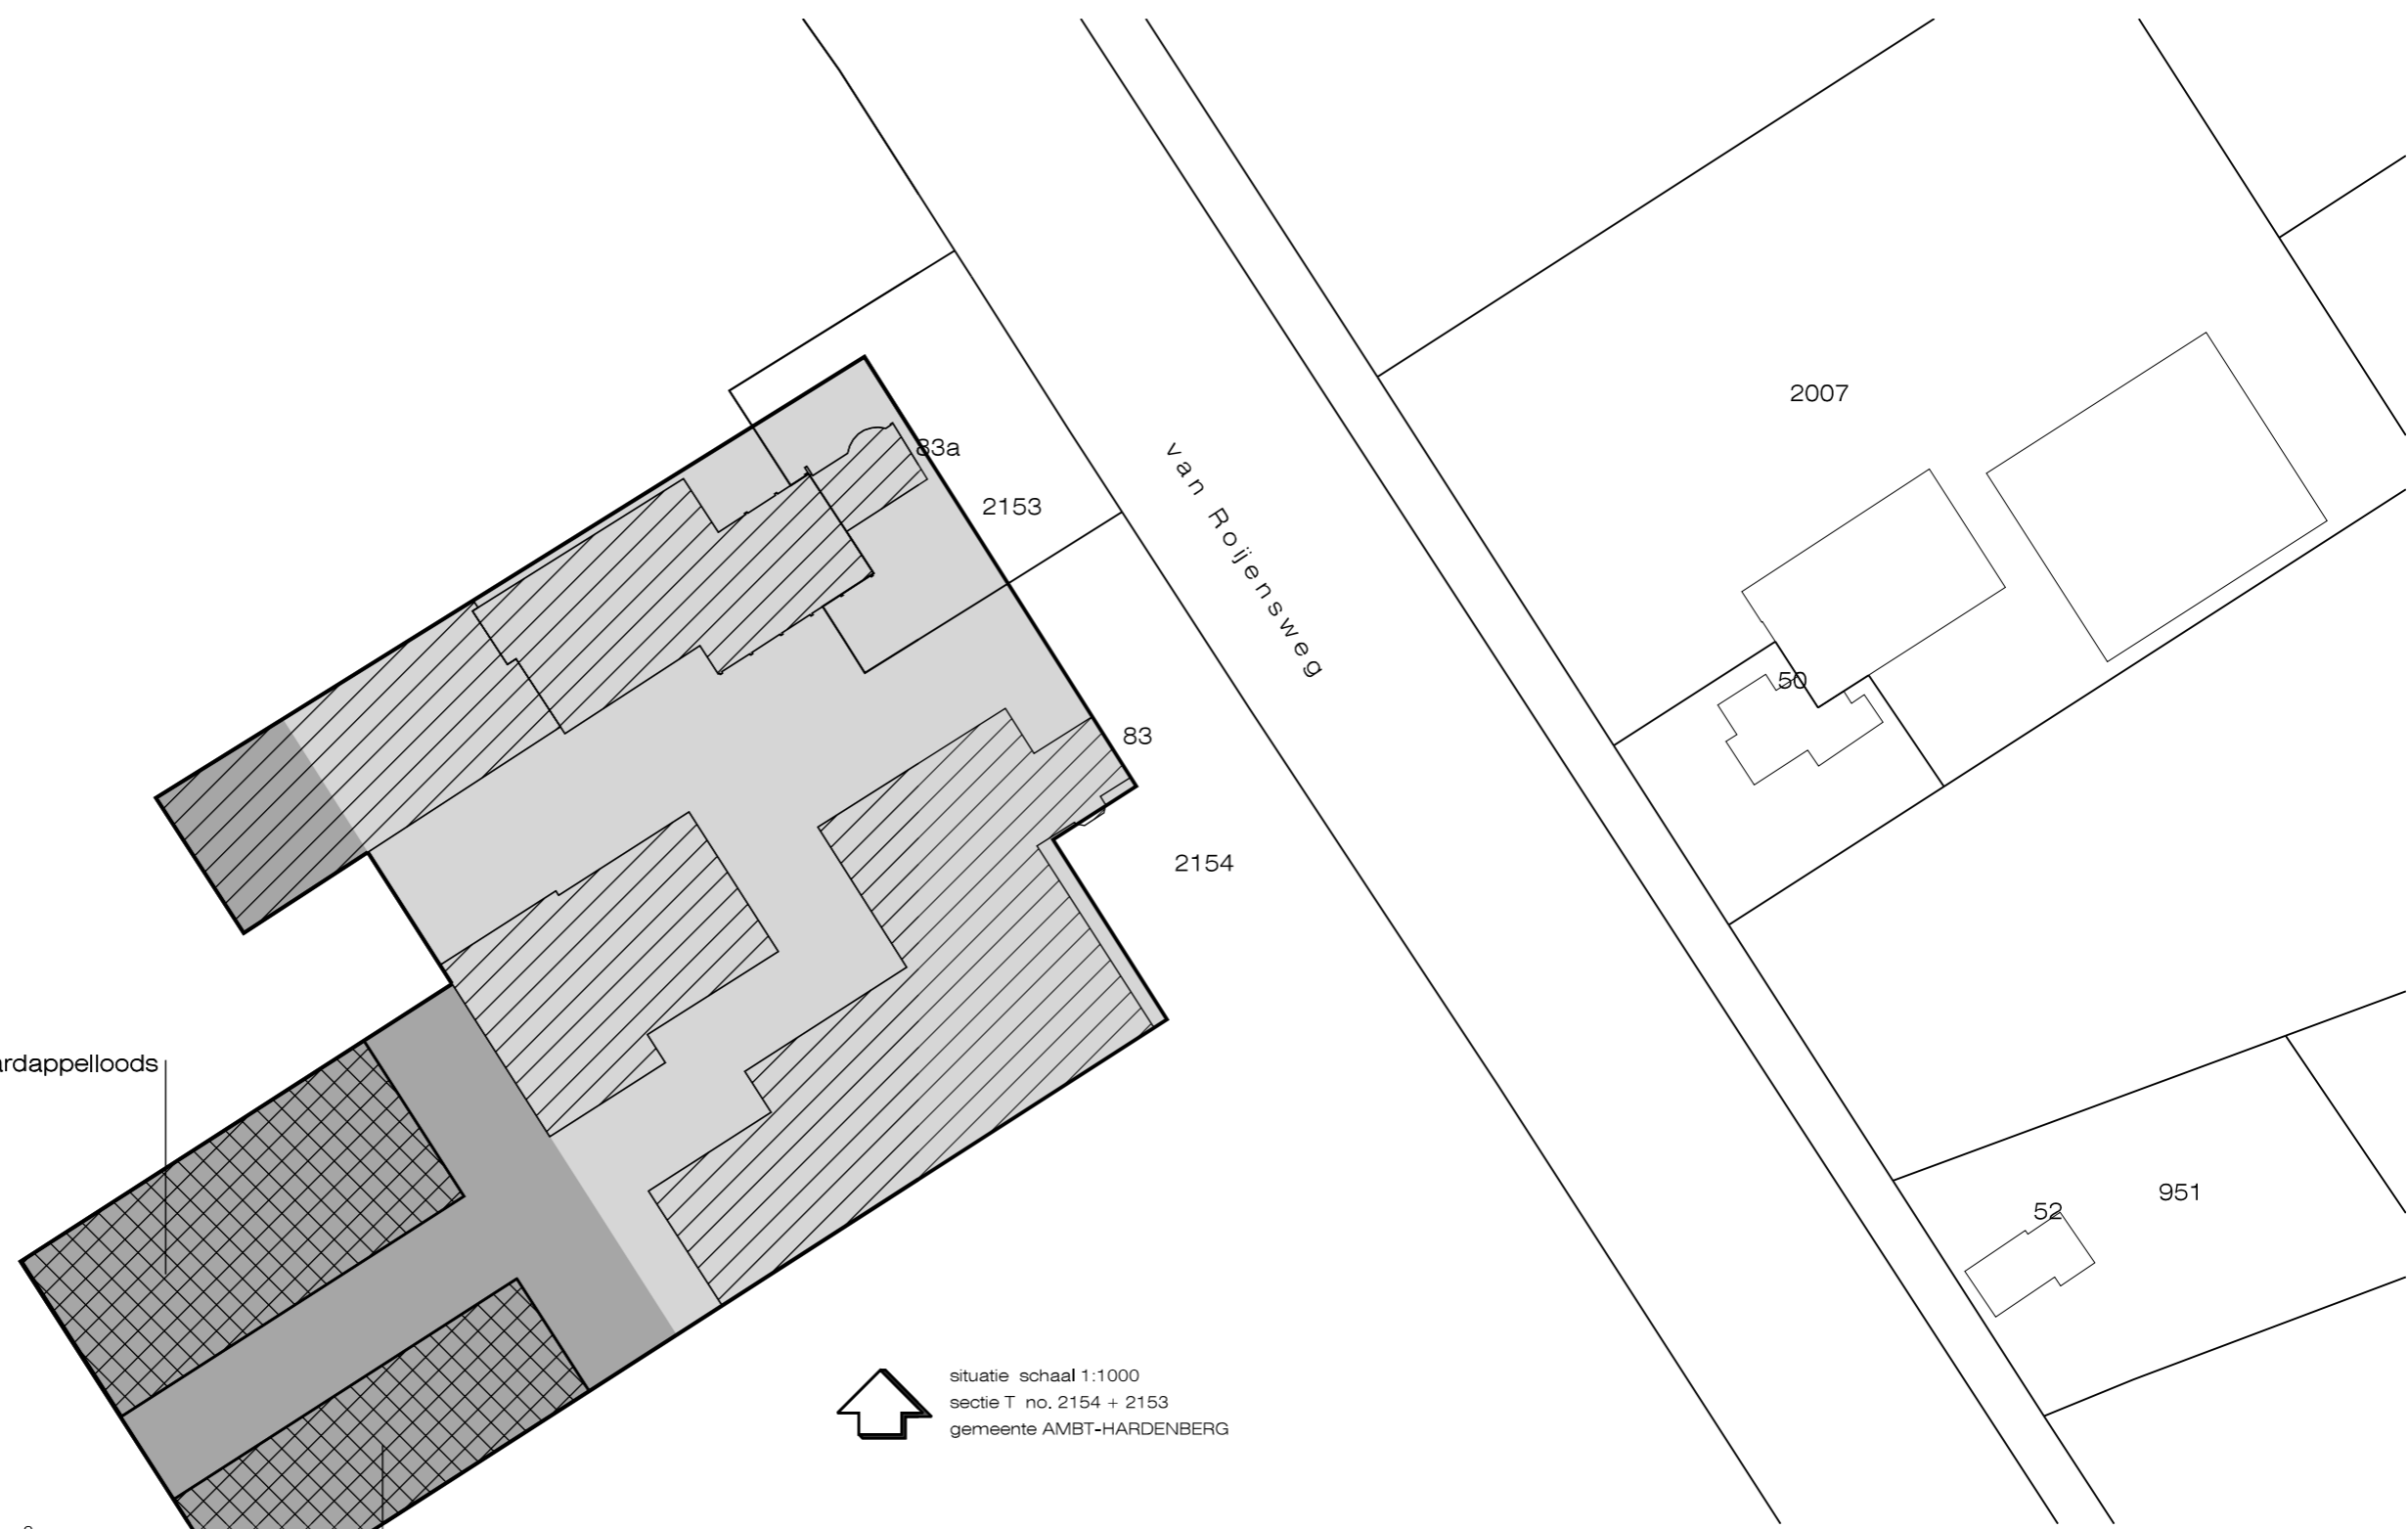 2007
83a
2153
van Roijensweg
50
83
2154
ardappelloods
951
52
situatie schaal 1:1000
sectie T no. 2154 + 2153
gemeente AMBT-HARDENBERG